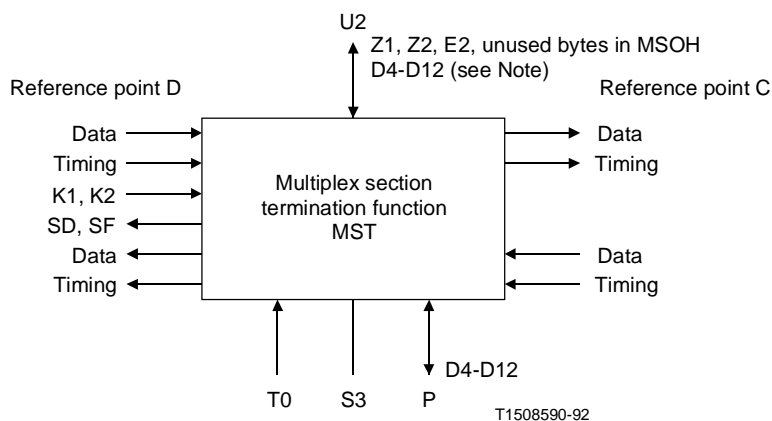 U2
Z1, Z2, E2, unused bytes in MSOH
D4-D12 (see Note)
Reference point D
Reference point C
Data
Timing
K1, K2
SD, SF
Data
Timing
Multiplex section
termination function
MST
Data
Timing
Data
Timing
D4-D12
T0
S3
P
T1508590-92